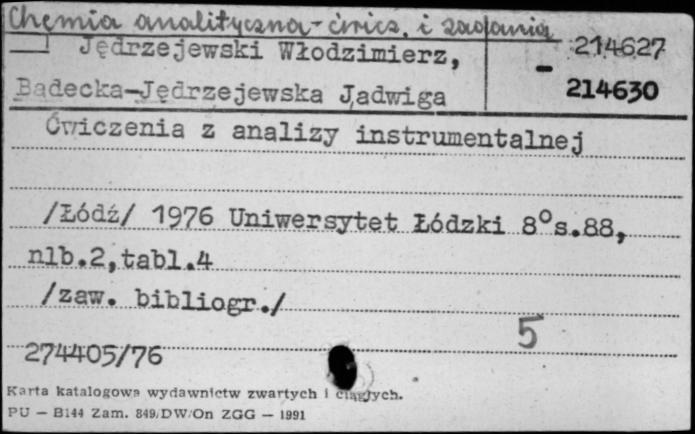 Chemia analityczna - ćwicz. i zadania
Jędrzejewski Włodzimierz, 214627
Bądecka-Jędrzejewska Jadwiga – 214630
Ćwiczenia z analizy instrumentalnej
/Łódź/ 1976 Uniwersytet Łódzki 8°s.88,
nlb.2,tabl.4
/zaw. bibliogr./
5
274405/76
Karta katalogowa wydawnictw zwartych i ciągłych.
PU — B144 Zam. 849/DW/On ZGG — 1991